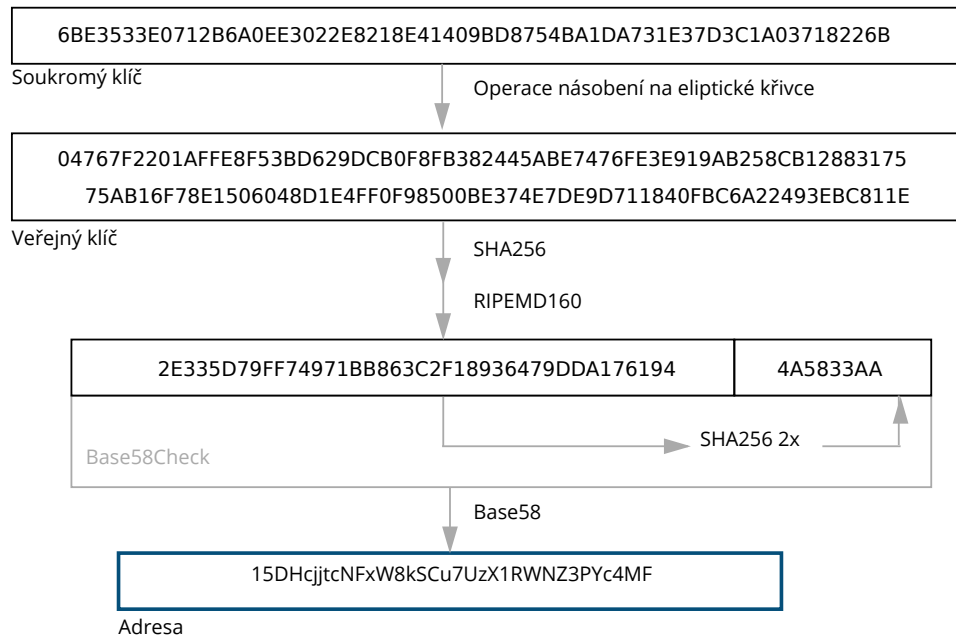 6BE3533E0712B6A0EE3022E8218E41409BD8754BA1DA731E37D3C1A03718226B
Soukromý klíč
Operace násobení na eliptické křivce
04767F2201AFFE8F53BD629DCB0F8FB382445ABE7476FE3E919AB258CB12883175
75AB16F78E1506048D1E4FF0F98500BE374E7DE9D711840FBC6A22493EBC811E
Veřejný klíč
SHA256
RIPEMD160
2E335D79FF74971BB863C2F18936479DDA176194
4A5833AA
SHA256 2x
Base58Check
Base58
15DHcjjtcNFxW8kSCu7UzX1RWNZ3PYc4MF
Adresa